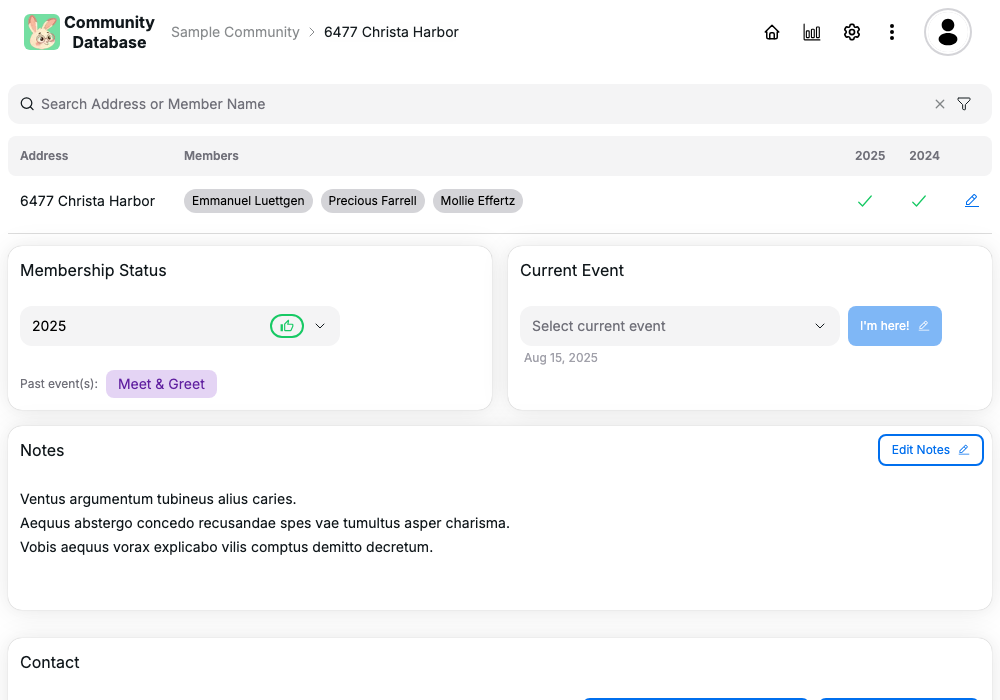 Community
Database
Sample Community > 6477 Christa Harbor
Search Address or Member Name
Address Members 2025 2024
6477 Christa Harbor Emmanuel Luettgen Precious Farrell Mollie Effertz
Membership Status
2025
Past event(s): Meet & Greet
Current Event
Select current event I'm here!
Aug 15, 2025
Notes Edit Notes
Ventus argumentum tubineus alius caries.
Aequus abstergo concedo recusandae spes vae tumultus asper charisma.
Vobis aequus vorax explicabo vilis comptus demitto decretum.
Contact